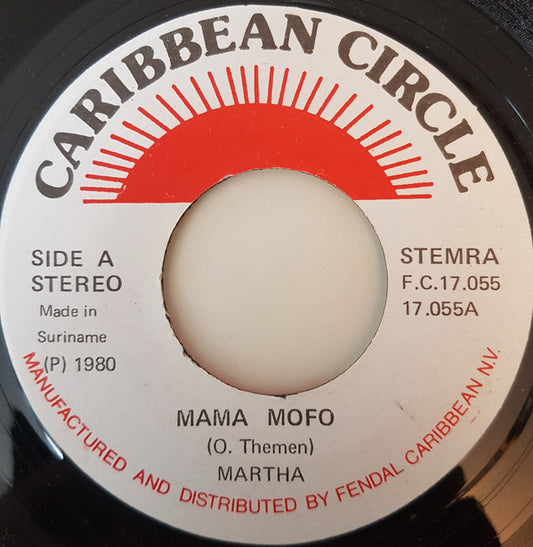 CARIBBEAN CIRCLE
SIDE A
STEREO
Made in
Suriname
(P) 1980
STEMRA
F.C.17.055
17.055A
MAMA MOFO
(O. Themen)
MARTHA
MANUFACTURED AND DISTRIBUTED BY FENDAL CARIBBEAN N.V.